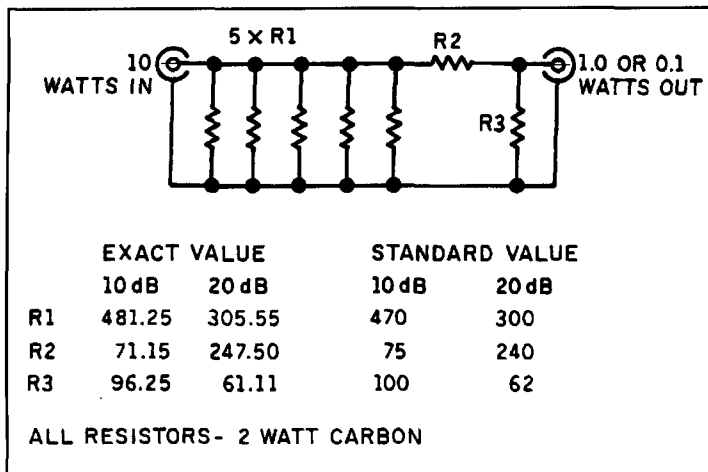 5 × R1
R2
10
WATTS IN
1.0 OR 0.1
WATTS OUT
R3
EXACT VALUE STANDARD VALUE
10 dB 20 dB 10 dB 20 dB
R1 481.25 305.55 470 300
R2 71.15 247.50 75 240
R3 96.25 61.11 100 62
ALL RESISTORS- 2 WATT CARBON